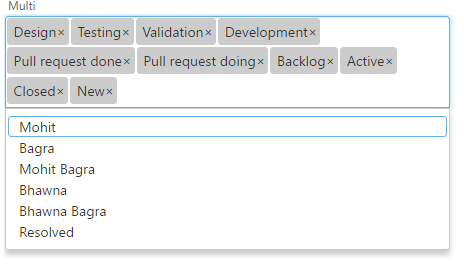 Multi
Design× Testing× Validation× Development×
Pull request done× Pull request doing× Backlog× Active×
Closed× New×
Mohit
Bagra
Mohit Bagra
Bhawna
Bhawna Bagra
Resolved